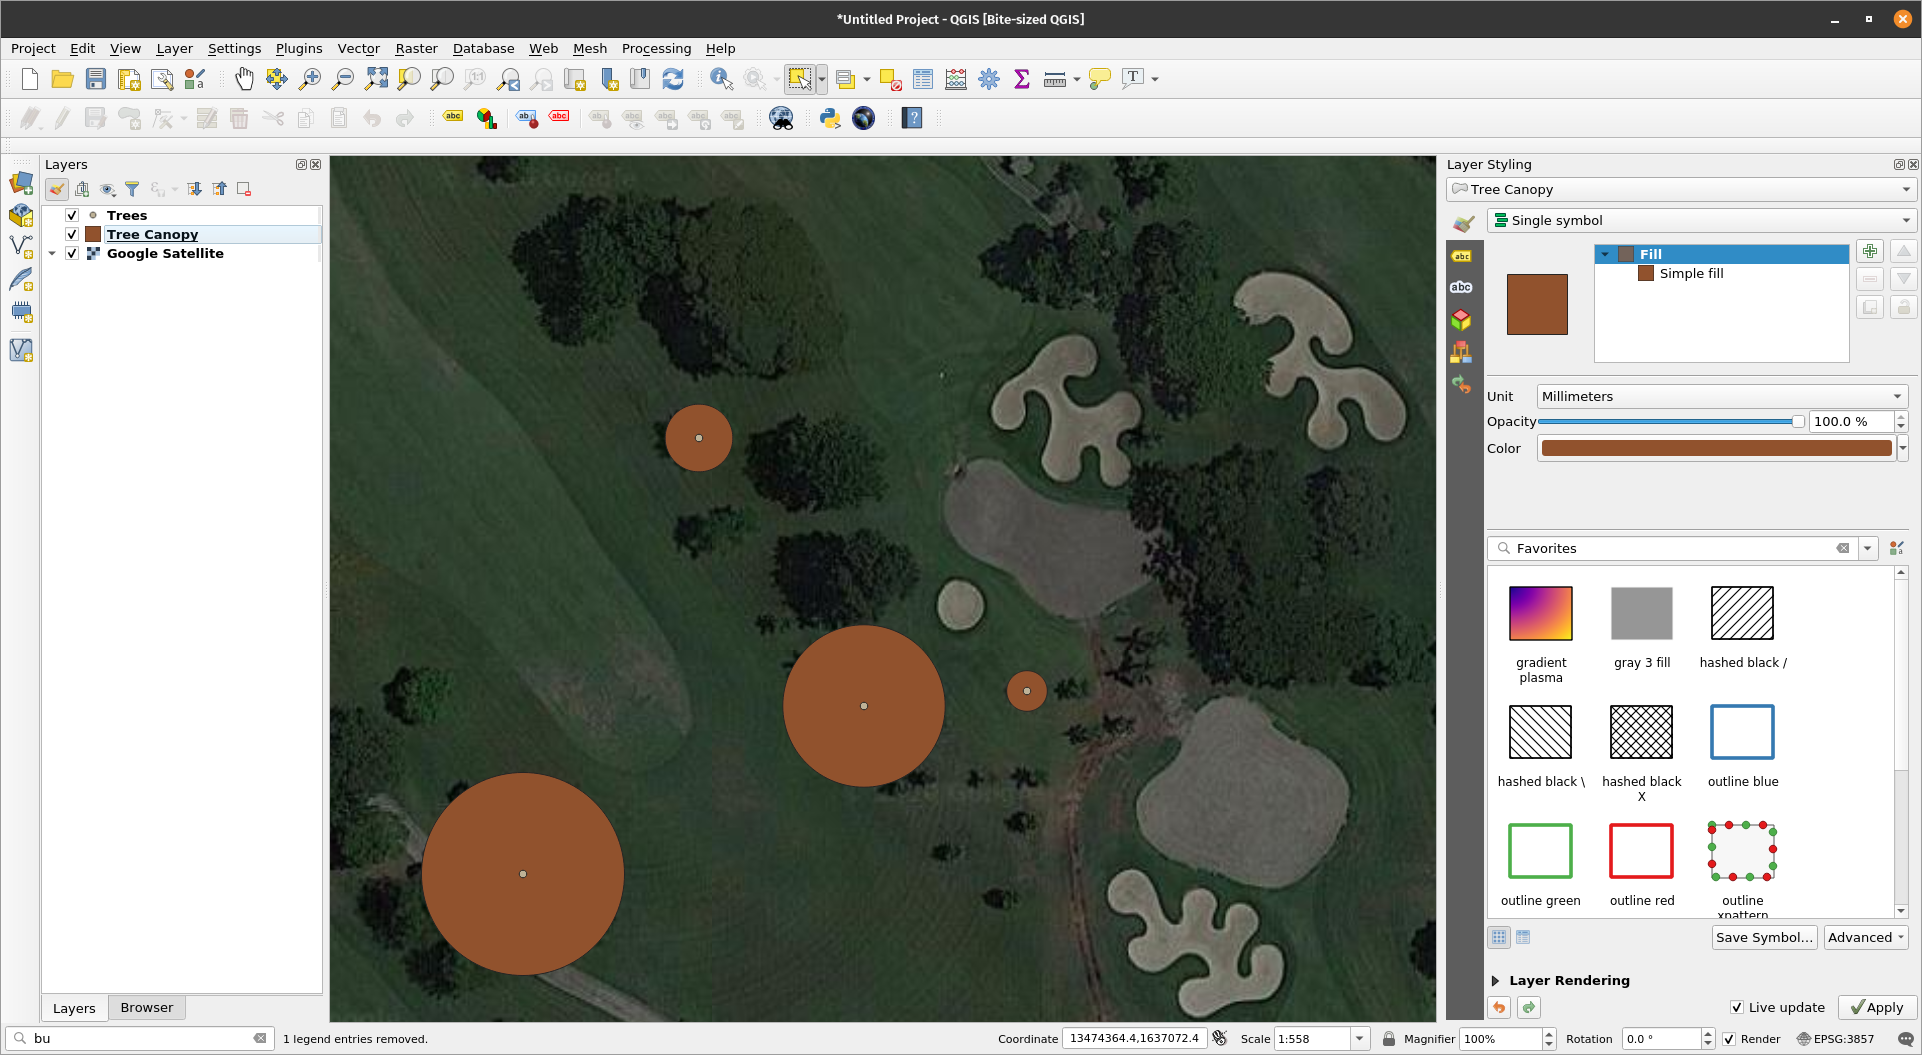 *Untitled Project - QGIS [Bite-sized QGIS]
Project Edit View Layer Settings Plugins Vector Raster Database Web Mesh Processing Help
Layers
Trees
Tree Canopy
Google Satellite
Layers Browser
Layer Styling
Tree Canopy
Single symbol
Fill
Simple fill
Unit Millimeters
Opacity 100.0 %
Color
Favorites
gradient plasma
gray 3 fill
hashed black /
hashed black \
hashed black X
outline blue
outline green
outline red
outline xpattern
Save Symbol... Advanced
Layer Rendering
Live update Apply
bu
1 legend entries removed.
Coordinate 13474364.4,1637072.4
Scale 1:558
Magnifier 100%
Rotation 0.0 °
Render
EPSG:3857